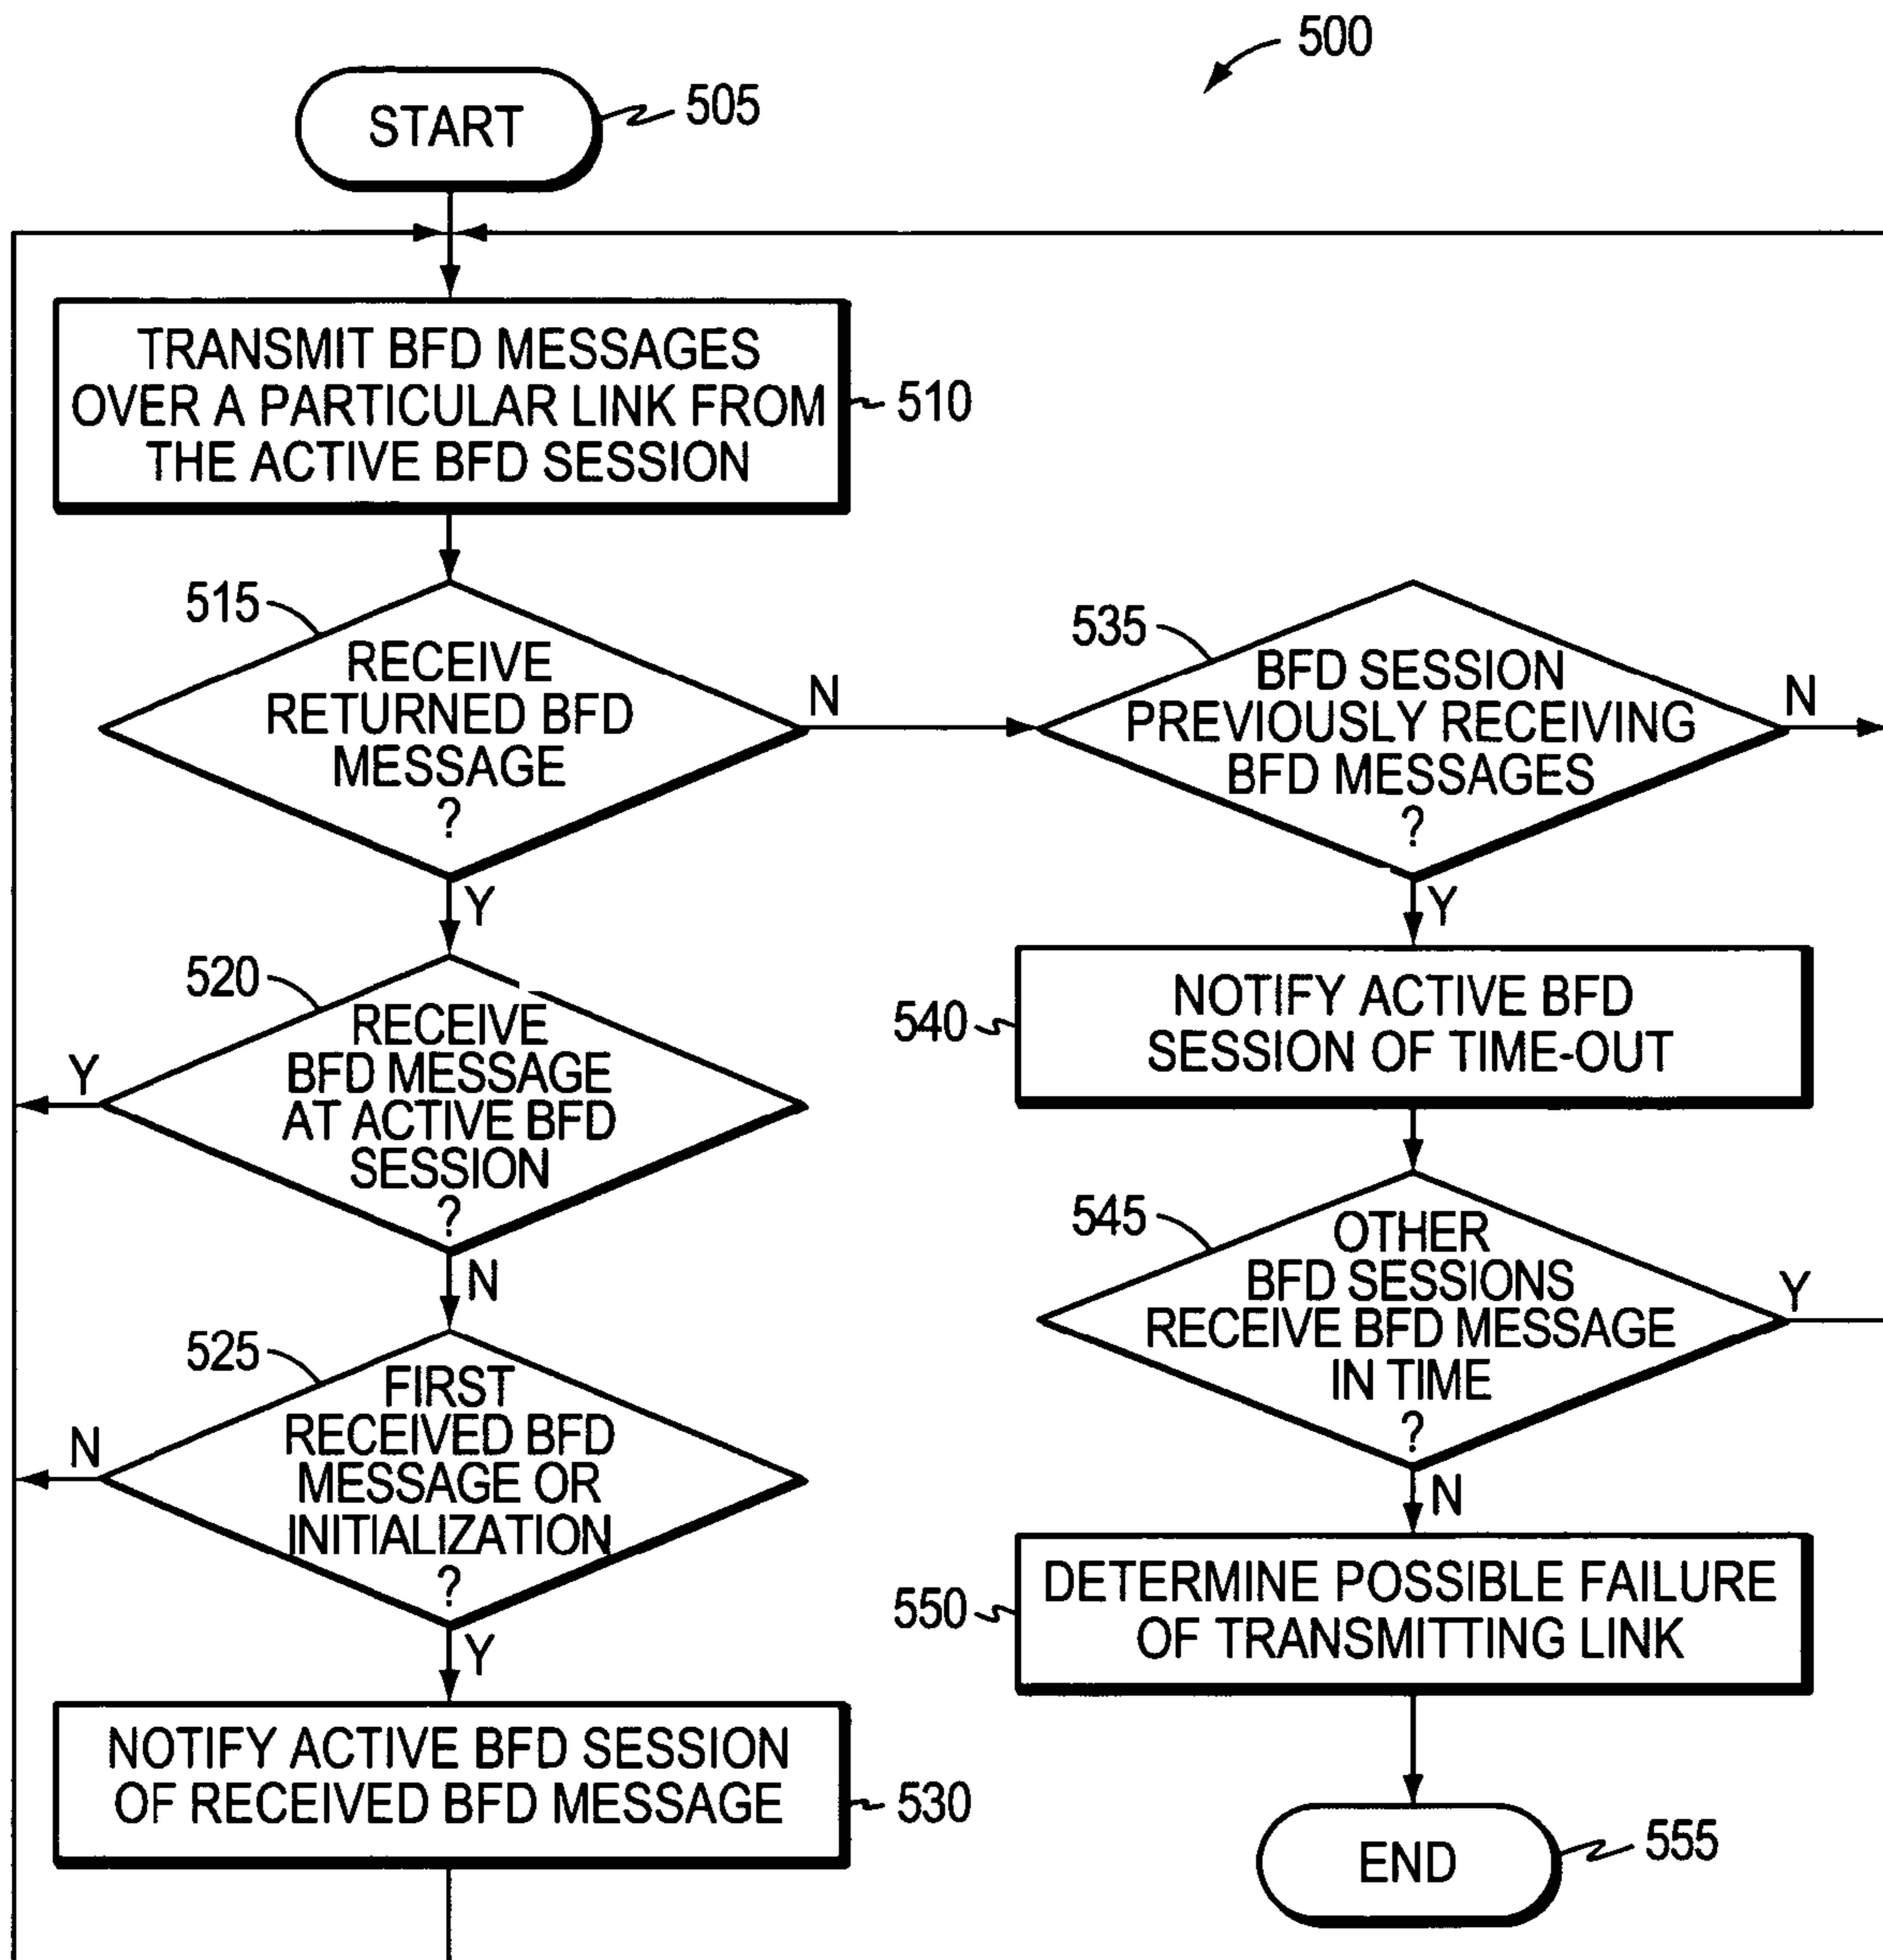 500
START
505
TRANSMIT BFD MESSAGES
OVER A PARTICULAR LINK FROM
THE ACTIVE BFD SESSION
510
515
RECEIVE
RETURNED BFD
MESSAGE
?
N
Y
520
RECEIVE
BFD MESSAGE
AT ACTIVE BFD
SESSION
?
Y
N
525
FIRST
RECEIVED BFD
MESSAGE OR
INITIALIZATION
?
N
Y
NOTIFY ACTIVE BFD SESSION
OF RECEIVED BFD MESSAGE
530
535
BFD SESSION
PREVIOUSLY RECEIVING
BFD MESSAGES
?
N
Y
540
NOTIFY ACTIVE BFD
SESSION OF TIME-OUT
545
OTHER
BFD SESSIONS
RECEIVE BFD MESSAGE
IN TIME
?
Y
N
550
DETERMINE POSSIBLE FAILURE
OF TRANSMITTING LINK
END
555